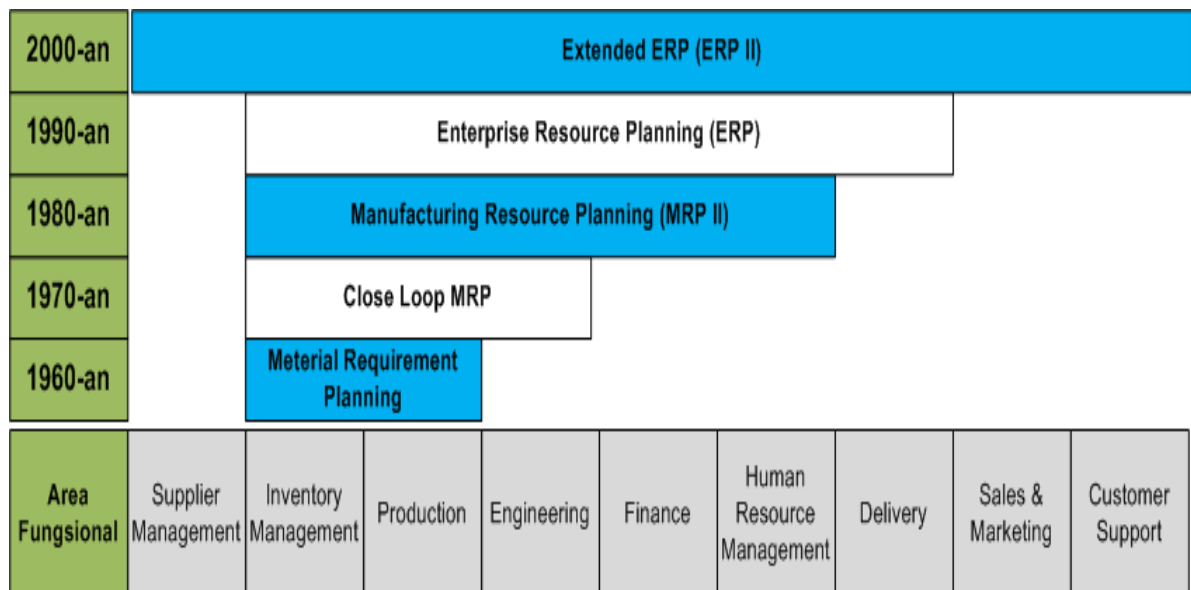 2000-an
Extended ERP (ERP II)
1990-an
Enterprise Resource Planning (ERP)
1980-an
Manufacturing Resource Planning (MRP II)
1970-an
Close Loop MRP
1960-an
Meterial Requirement
Planning
Area
Fungsional
Supplier
Management
Inventory
Management
Production
Engineering
Finance
Human
Resource
Management
Delivery
Sales &
Marketing
Customer
Support